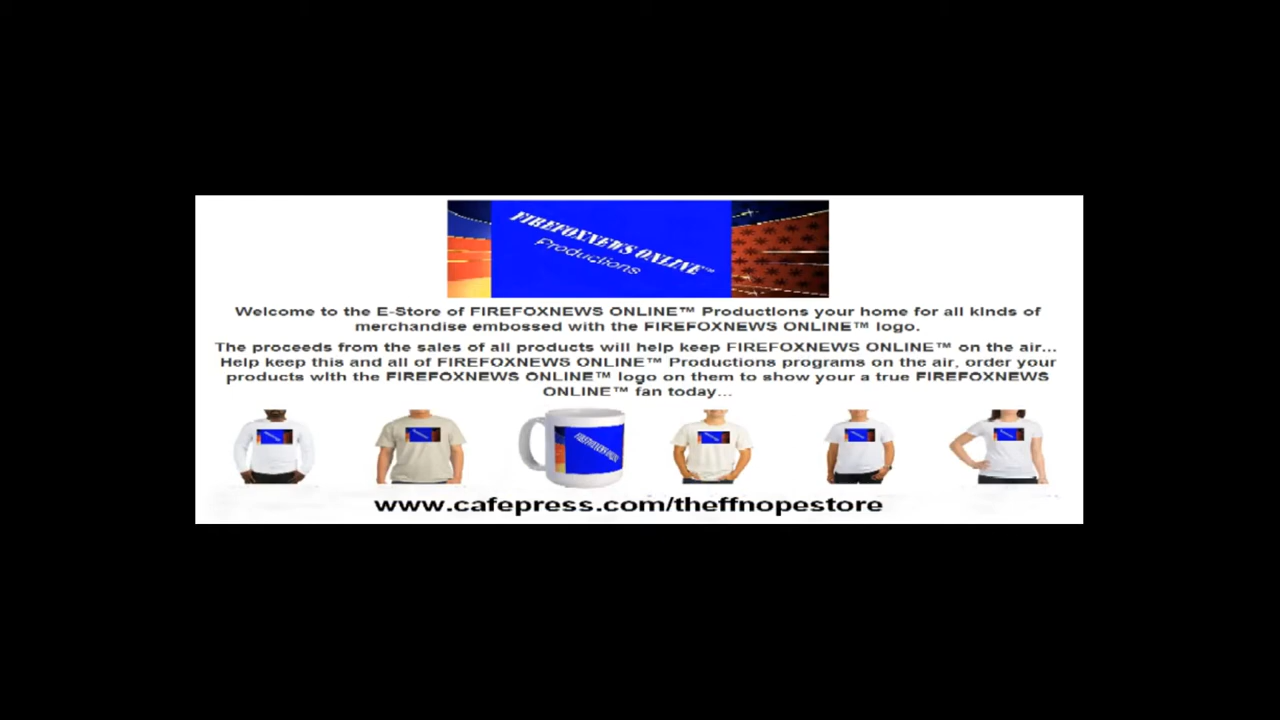 FIREFOXNEWS ONLINE™
Productions
Welcome to the E-Store of FIREFOXNEWS ONLINE™ Productions your home for all kinds of
merchandise embossed with the FIREFOXNEWS ONLINE™ logo.
The proceeds from the sales of all products will help keep FIREFOXNEWS ONLINE™ on the air...
Help keep this and all of FIREFOXNEWS ONLINE™ Productions programs on the air, order your
products with the FIREFOXNEWS ONLINE™ logo on them to show your a true FIREFOXNEWS
ONLINE™ fan today...
FIREFOXNEWS ONLINE
www.cafepress.com/theffnopestore